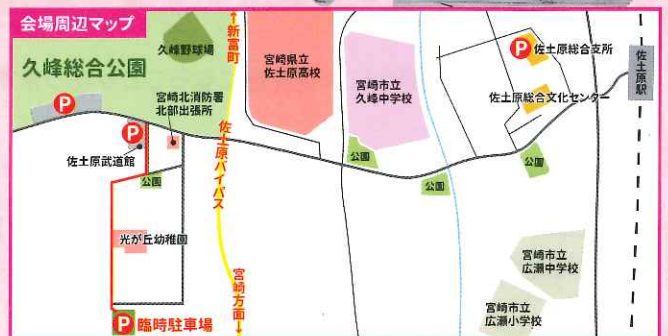 会場周辺マップ
久峰総合公園
久峰野球場
↑新富町
宮崎県立
佐土原高校
宮崎市立
久峰中学校
P 佐土原総合支所
佐土原総合文化センター
佐土原駅
P
宮崎北消防署
北部出張所
P
佐土原武道館
公園
佐土原バイパス
公園
公園
公園
光が丘幼稚園
宮崎方面↓
宮崎市立
広瀬中学校
宮崎市立
広瀬小学校
P 臨時駐車場